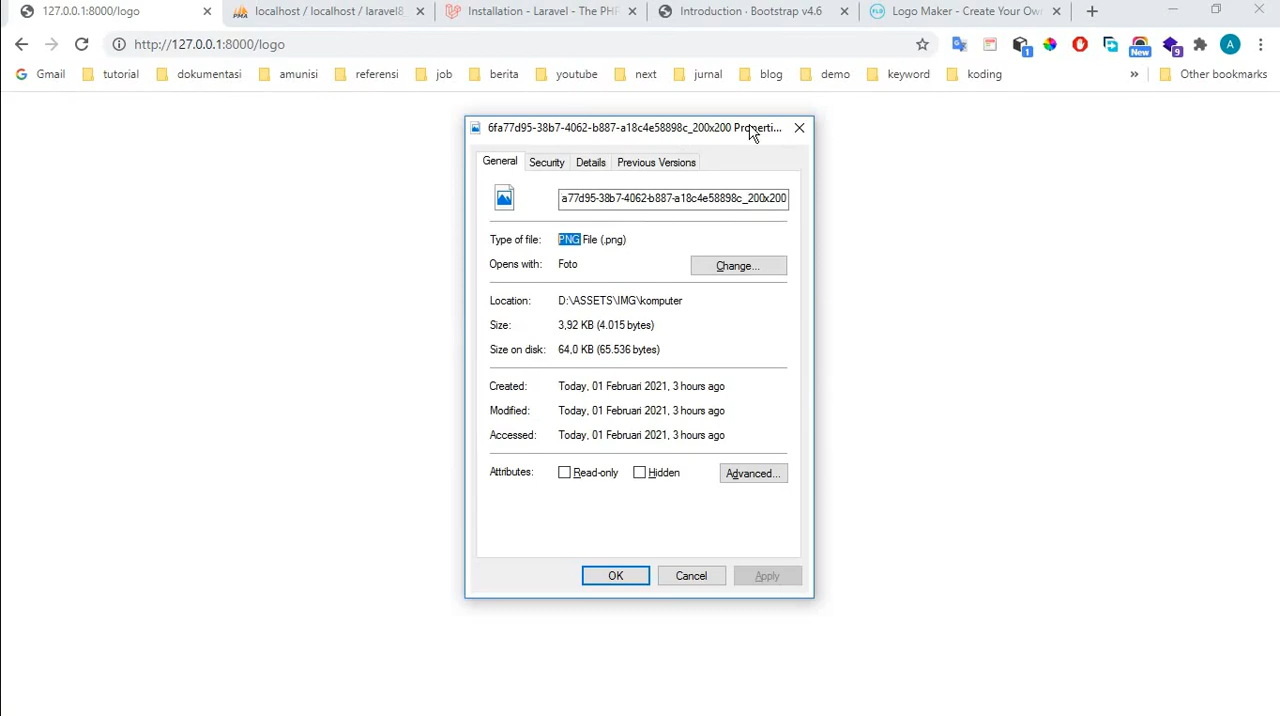 127.0.0.1:8000/logo
localhost / localhost / laravel8
Installation - Laravel - The PHP
Introduction · Bootstrap v4.6
Logo Maker - Create Your Own
http://127.0.0.1:8000/logo
1
New
9
A
Gmail
tutorial
dokumentasi
amunisi
referensi
job
berita
youtube
next
jurnal
blog
demo
keyword
koding
»
Other bookmarks
6fa77d95-38b7-4062-b887-a18c4e58898c_200x200 Properti...
General
Security
Details
Previous Versions
a77d95-38b7-4062-b887-a18c4e58898c_200x200
Type of file: PNG File (.png)
Opens with: Foto
Change...
Location: D:\ASSETS\IMG\komputer
Size: 3,92 KB (4.015 bytes)
Size on disk: 64,0 KB (65.536 bytes)
Created: Today, 01 Februari 2021, 3 hours ago
Modified: Today, 01 Februari 2021, 3 hours ago
Accessed: Today, 01 Februari 2021, 3 hours ago
Attributes: Read-only Hidden Advanced...
OK
Cancel
Apply